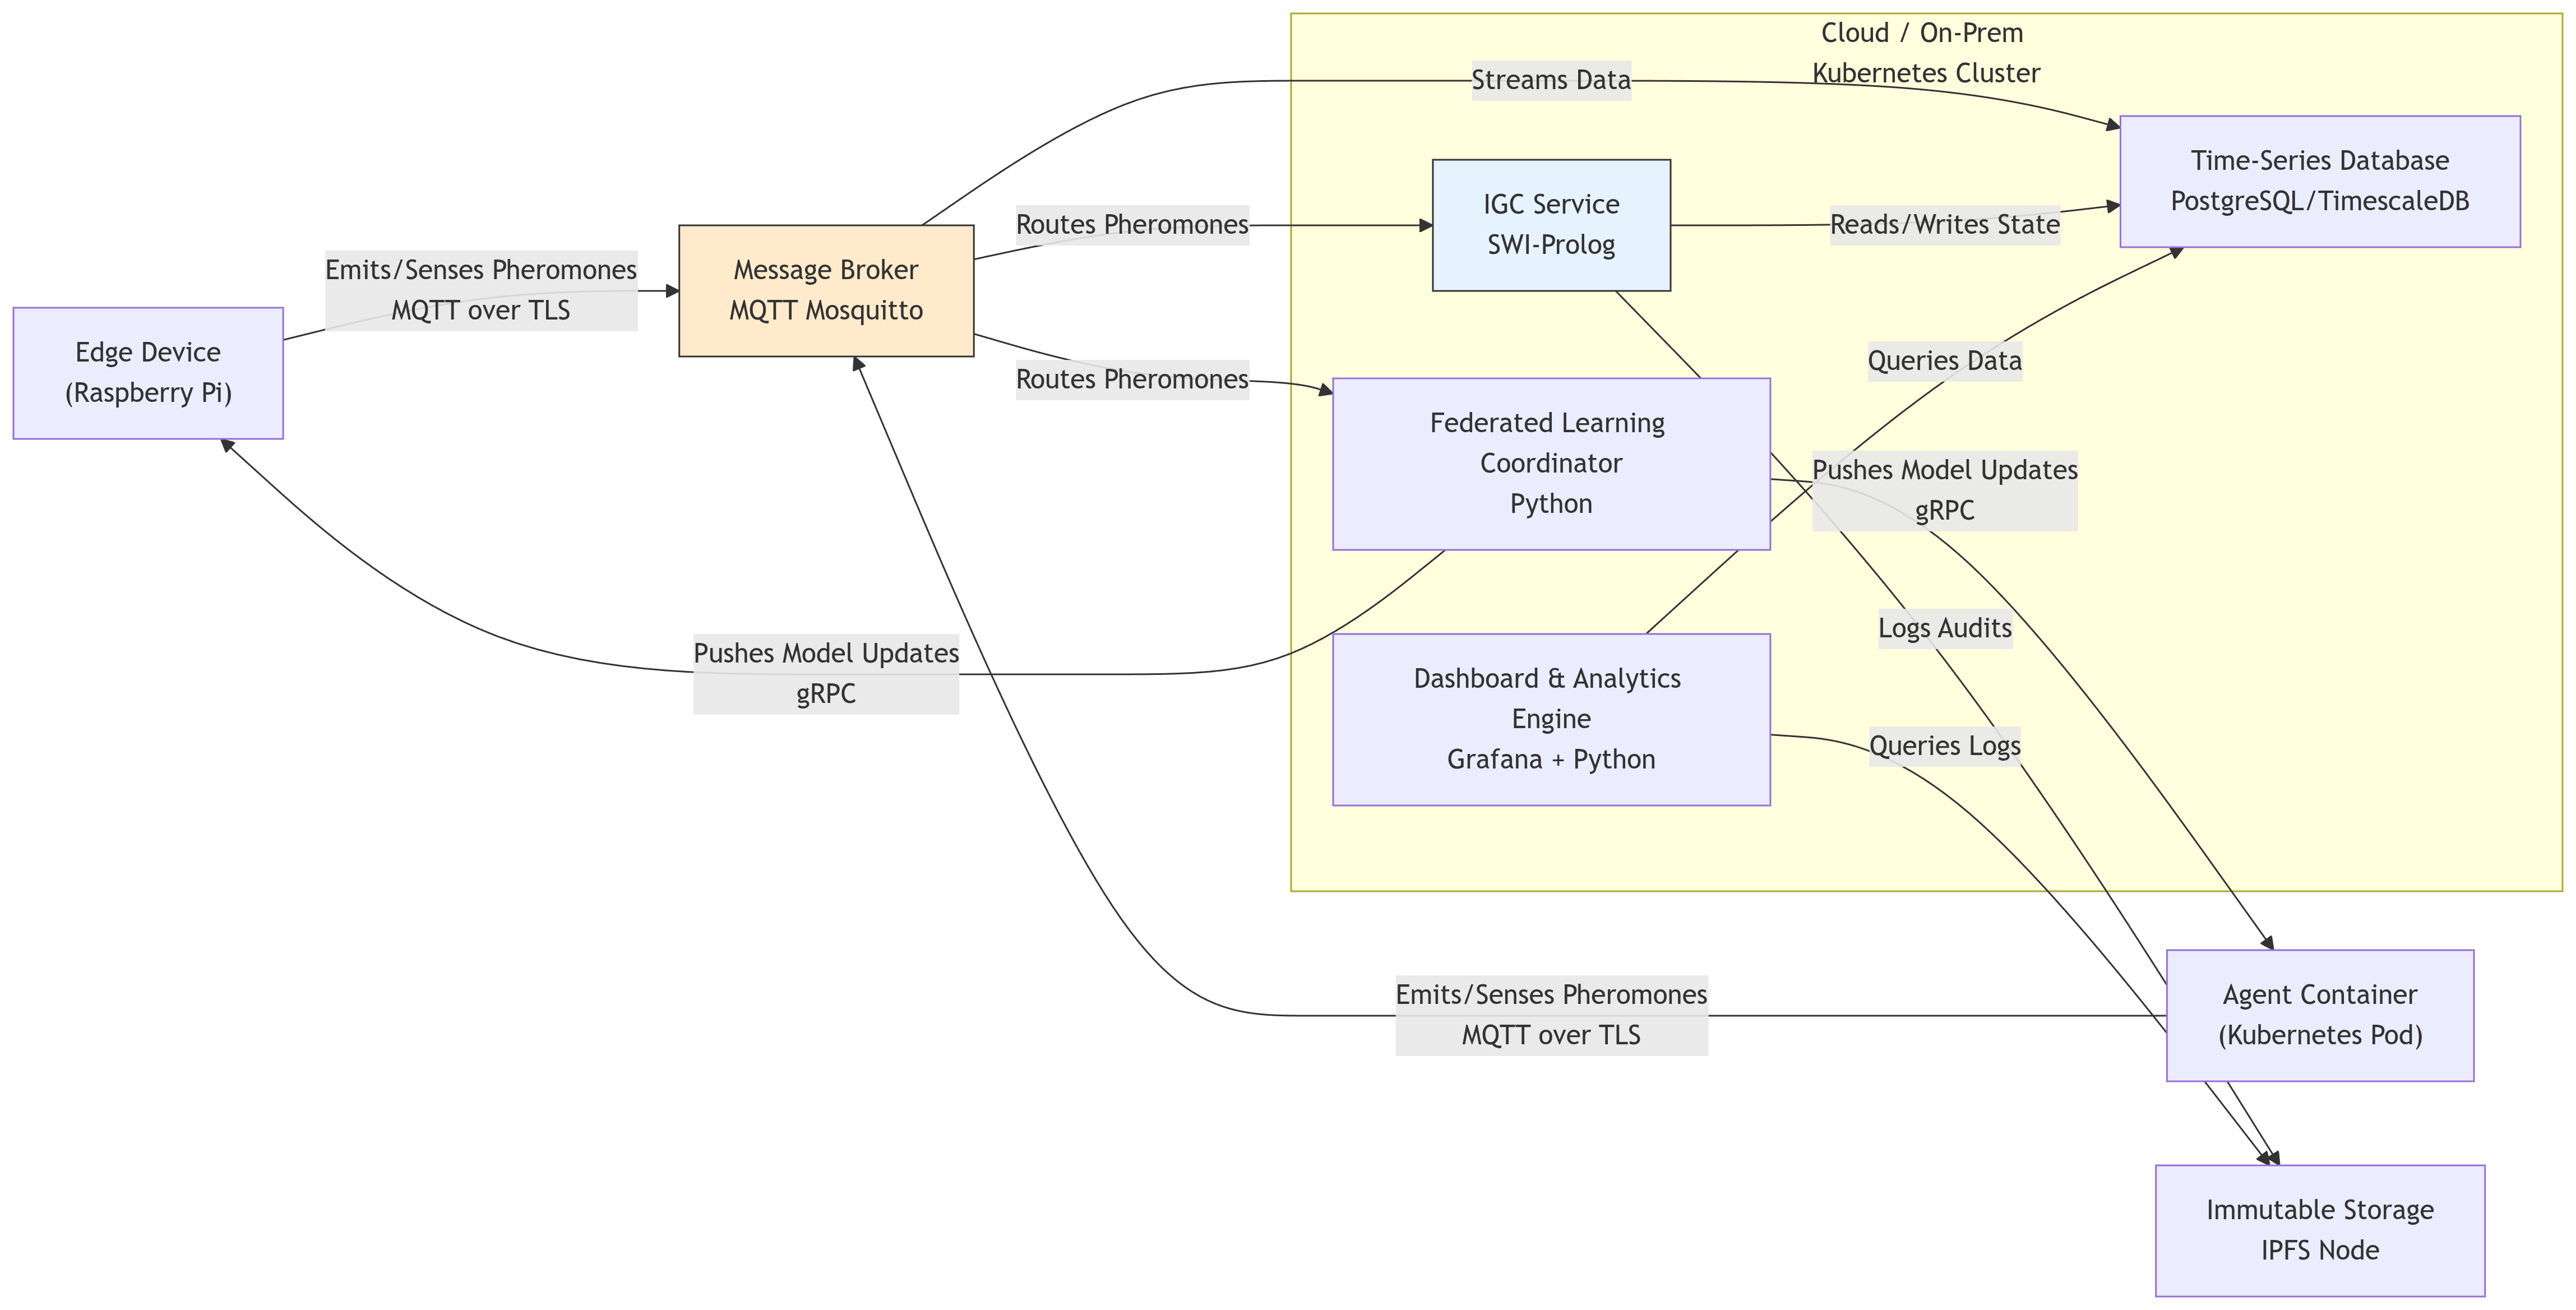 Cloud / On-Prem
Kubernetes Cluster
Streams Data
Time-Series Database
PostgreSQL/TimescaleDB
IGC Service
SWI-Prolog
Routes Pheromones
Reads/Writes State
Emits/Senses Pheromones
MQTT over TLS
Message Broker
MQTT Mosquitto
Edge Device
(Raspberry Pi)
Routes Pheromones
Queries Data
Federated Learning
Coordinator
Python
Pushes Model Updates
gRPC
Logs Audits
Pushes Model Updates
gRPC
Dashboard & Analytics
Engine
Grafana + Python
Queries Logs
Emits/Senses Pheromones
MQTT over TLS
Agent Container
(Kubernetes Pod)
Immutable Storage
IPFS Node